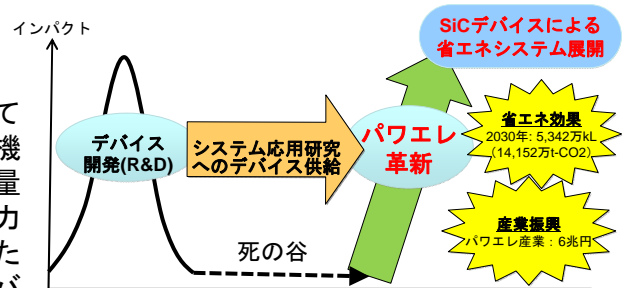 インパクト
SiCデバイスによる
省エネシステム展開
て
機
量
力
た
バ
デバイス
開発(R&D)
システム応用研究
へのデバイス供給
パワエレ
革新
省エネ効果
2030年: 5,342万kL
（14,152万t-CO2）
産業振興
パワエレ産業：6兆円
死の谷